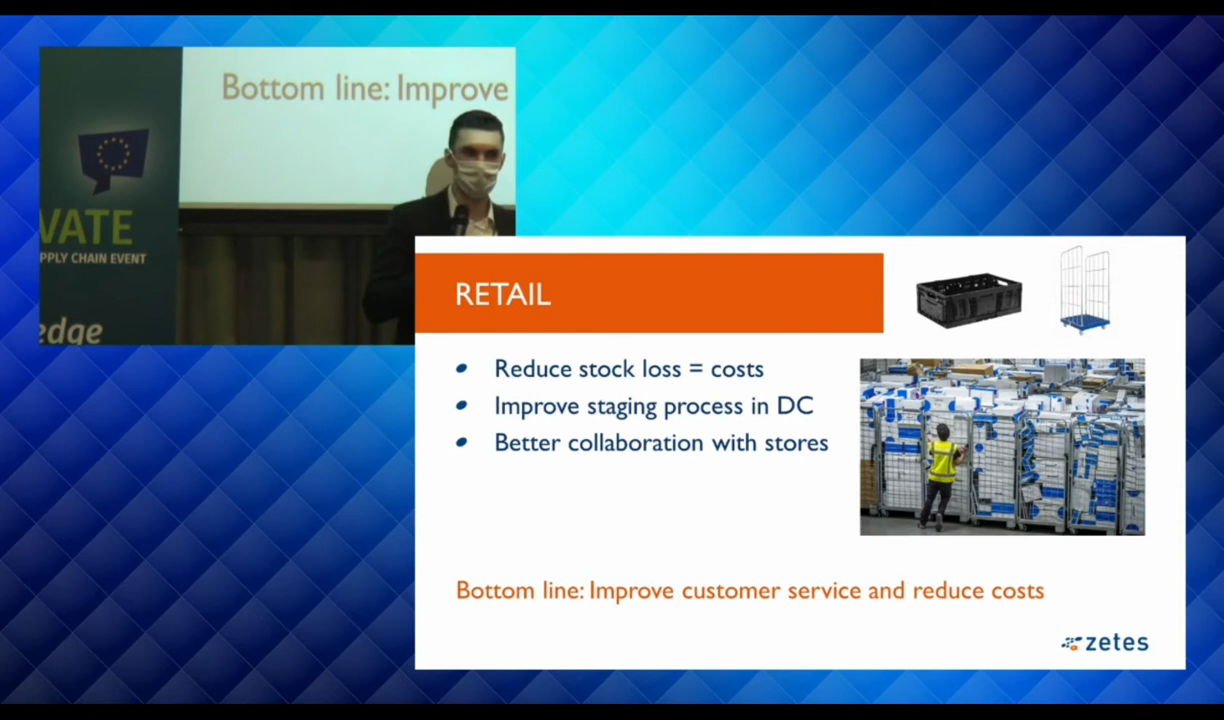 Bottom line: Improve
VATE
PPLY CHAIN EVENT
edge
RETAIL
• Reduce stock loss = costs
• Improve staging process in DC
• Better collaboration with stores
Bottom line: Improve customer service and reduce costs
zetes